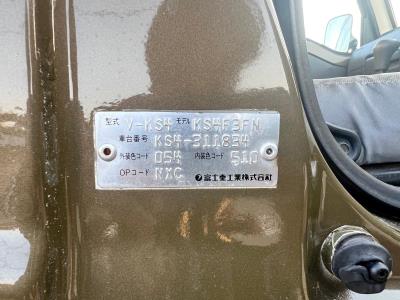 型式 V-KS4 モデル KS4F3FN
車台番号 KS4-311834
外装色コード 054 内装色コード 510
OPコード NXC 富士重工業株式会社